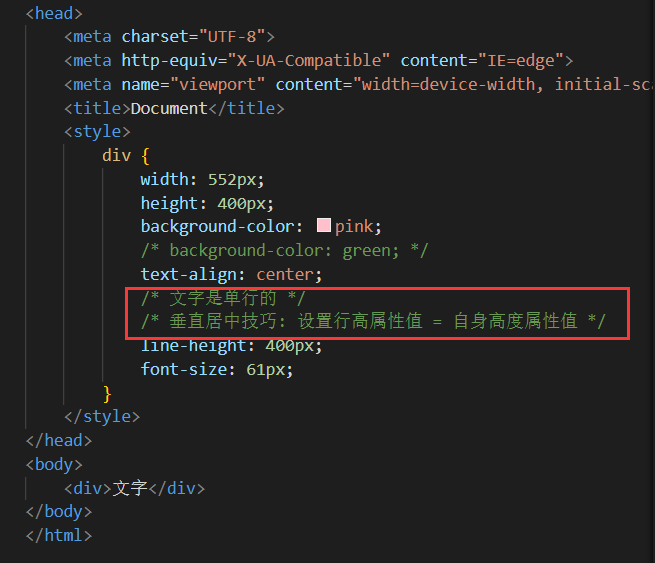 <head>
<meta charset="UTF-8">
<meta http-equiv="X-UA-Compatible" content="IE=edge">
<meta name="viewport" content="width=device-width, initial-sca
<title>Document</title>
<style>
div {
width: 552px;
height: 400px;
background-color: pink;
/* background-color: green; */
text-align: center;
/* 文字是单行的 */
/* 垂直居中技巧: 设置行高属性值 = 自身高度属性值 */
line-height: 400px;
font-size: 61px;
}
</style>
</head>
<body>
<div>文字</div>
</body>
</html>